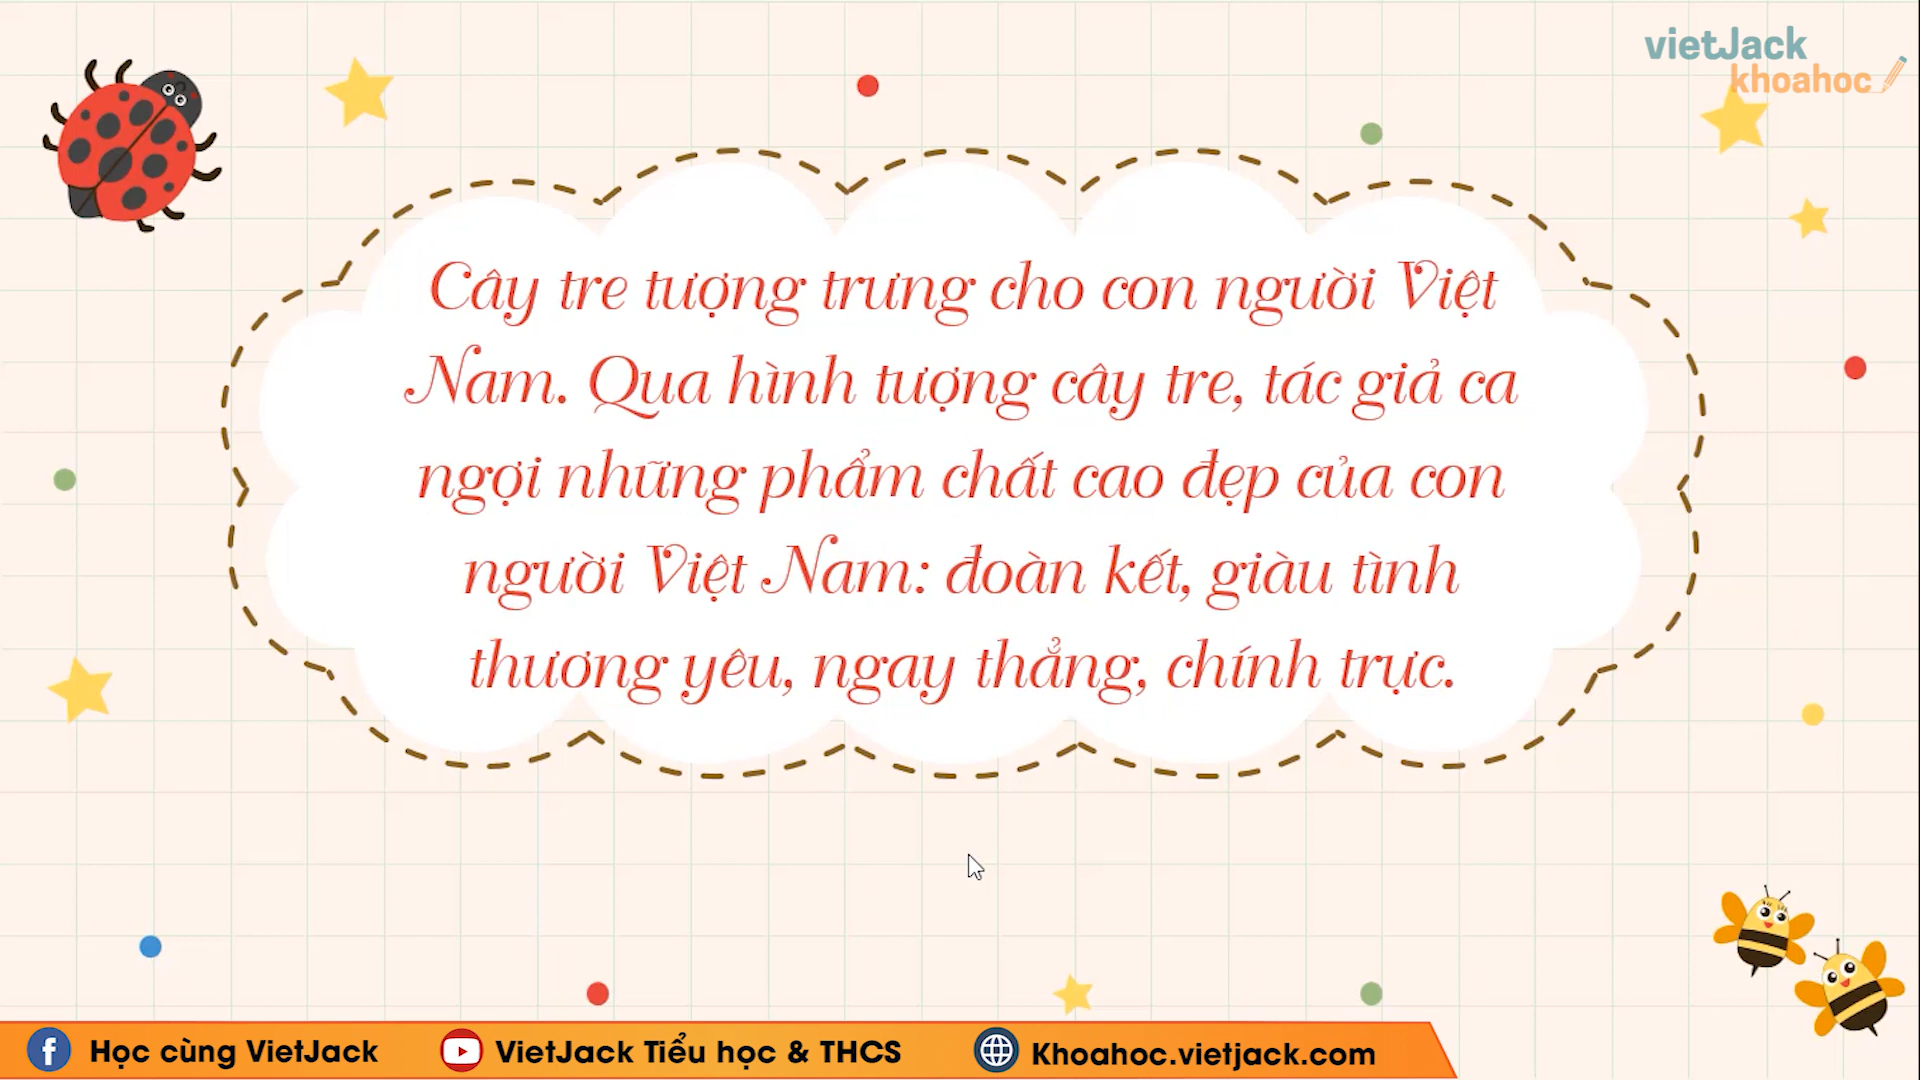 vietJack
khoahoc
Cây tre tượng trưng cho con người Việt
Nam. Qua hình tượng cây tre, tác giả ca
ngợi những phẩm chất cao đẹp của con
người Việt Nam: đoàn kết, giàu tình
thương yêu, ngay thẳng, chính trực.
Học cùng VietJack
VietJack Tiểu học & THCS
Khoahoc.vietjack.com